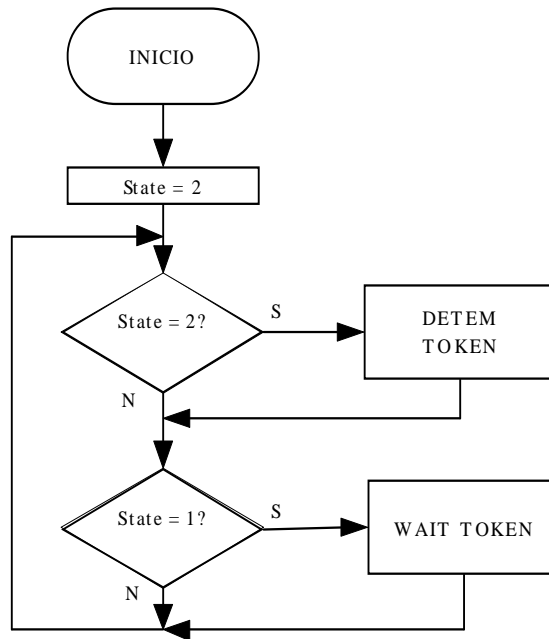 INICIO
State = 2
State = 2?
S
DETEM
TOKEN
N
State = 1?
S
WAIT TOKEN
N